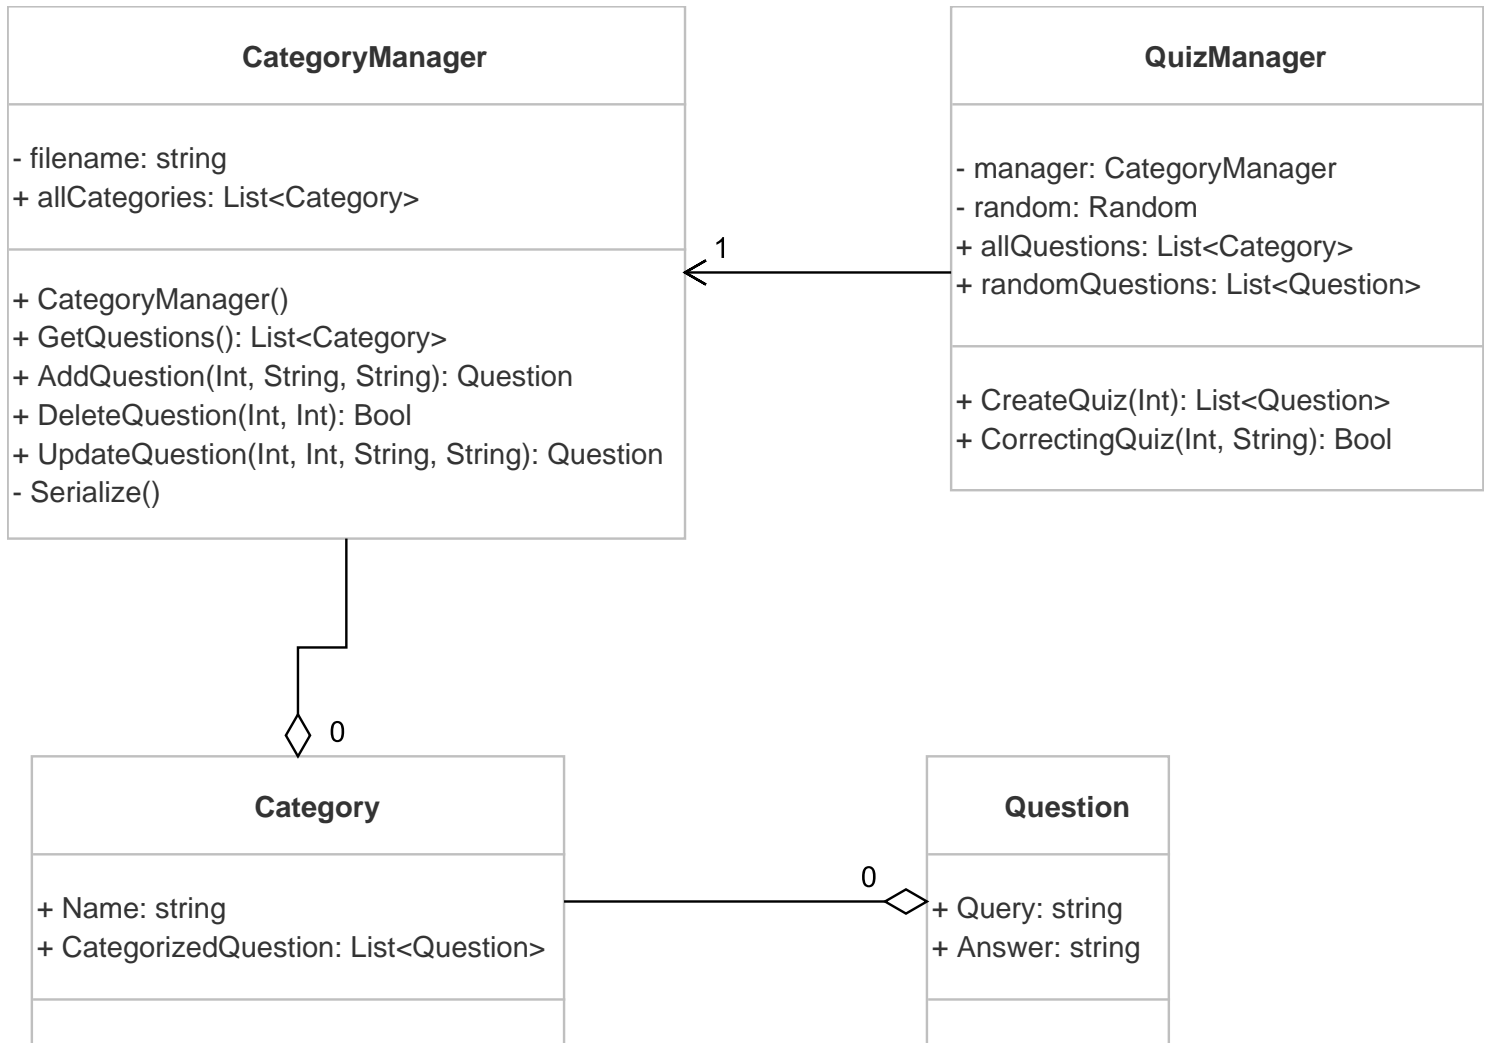 CategoryManager
- filename: string
+ allCategories: List<Category>
+ CategoryManager()
+ GetQuestions(): List<Category>
+ AddQuestion(Int, String, String): Question
+ DeleteQuestion(Int, Int): Bool
+ UpdateQuestion(Int, Int, String, String): Question
- Serialize()
1
QuizManager
- manager: CategoryManager
- random: Random
+ allQuestions: List<Category>
+ randomQuestions: List<Question>
+ CreateQuiz(Int): List<Question>
+ CorrectingQuiz(Int, String): Bool
0
Category
+ Name: string
+ CategorizedQuestion: List<Question>
0
Question
+ Query: string
+ Answer: string